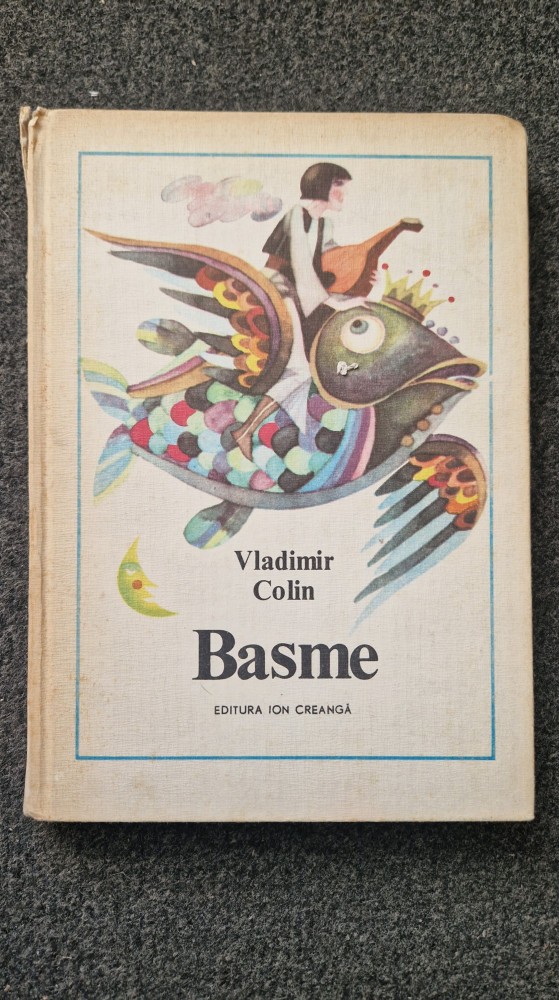 Vladimir
Colin
Basme
EDITURA ION CREANGĂ